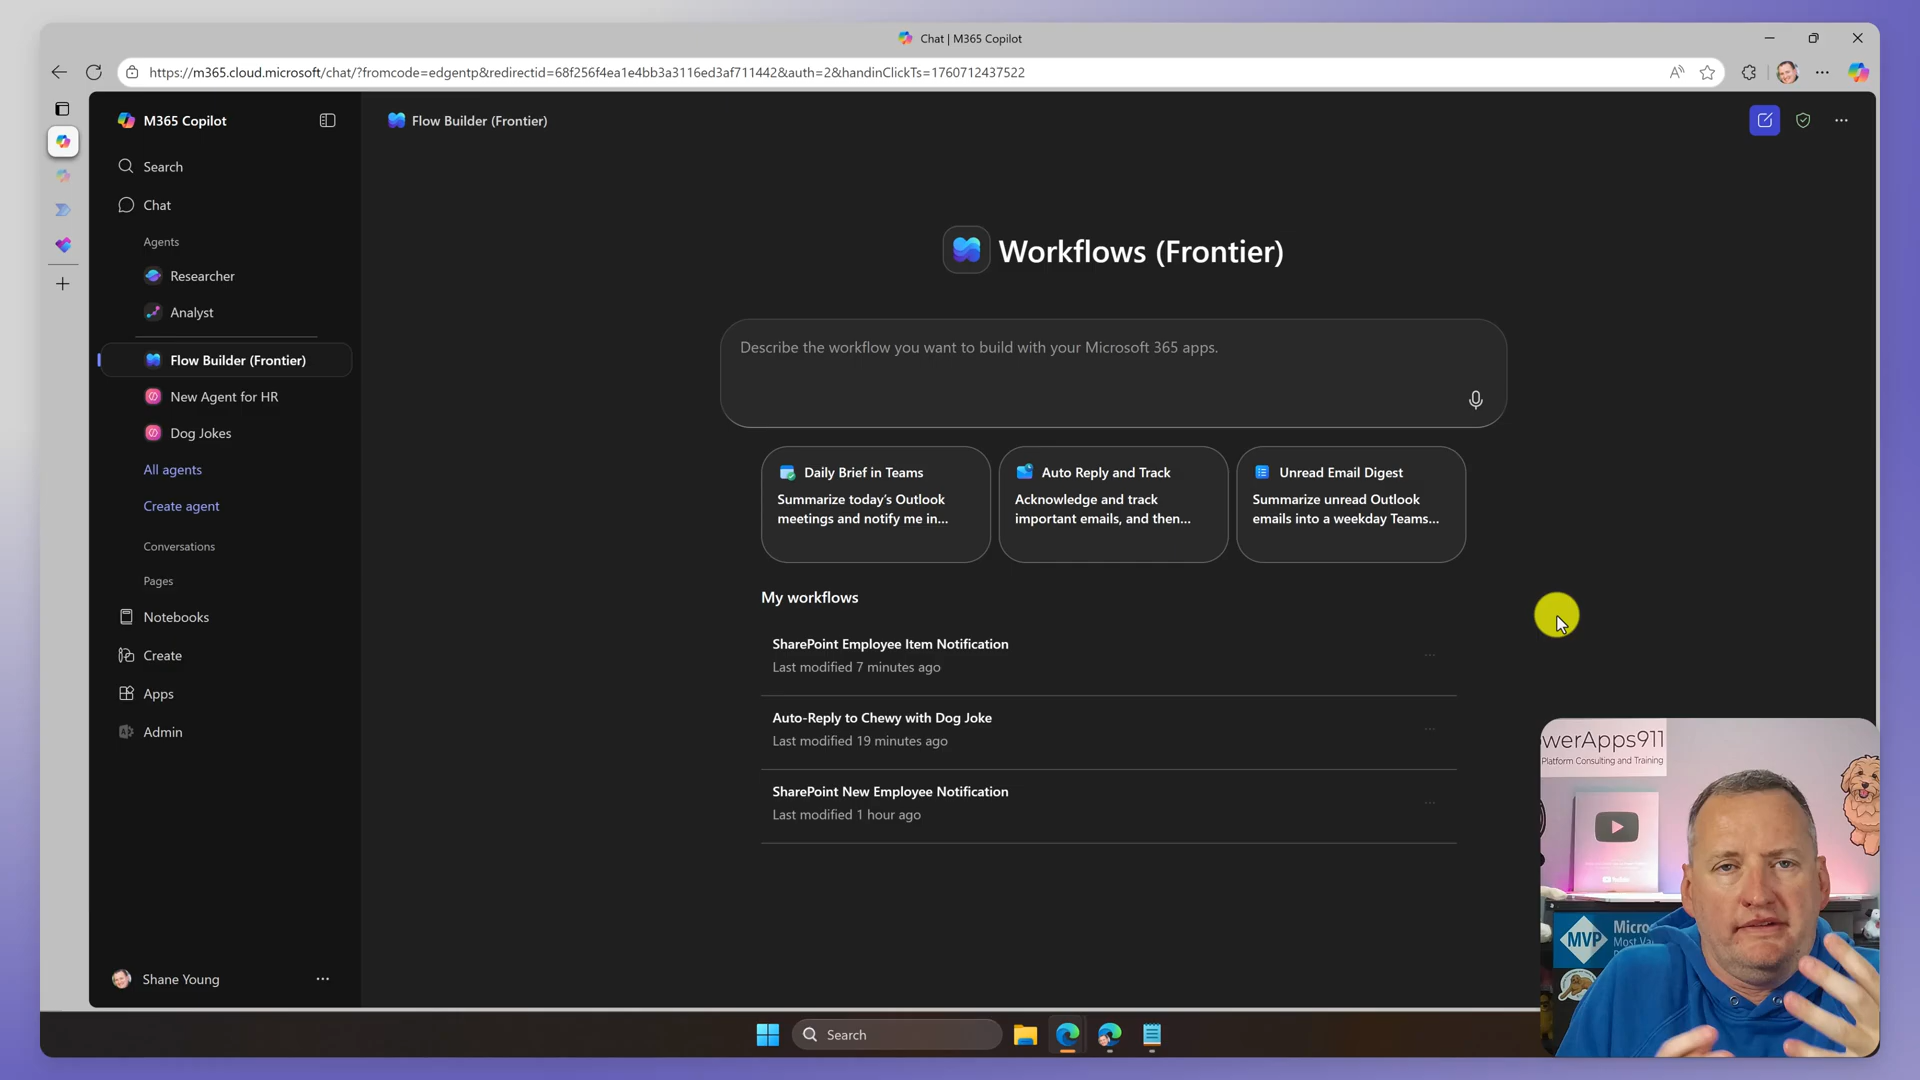 Chat | M365 Copilot
https://m365.cloud.microsoft/chat/?fromcode=edgentp&redirectid=68f256f4ea1e4bb3a3116ed3af711442&auth=2&handinClickTs=1760712437522
M365 Copilot
Flow Builder (Frontier)
Search
Chat
Agents
Researcher
Analyst
Flow Builder (Frontier)
New Agent for HR
Dog Jokes
All agents
Create agent
Conversations
Pages
Notebooks
Create
Apps
Admin
Shane Young
Workflows (Frontier)
Describe the workflow you want to build with your Microsoft 365 apps.
Daily Brief in Teams
Summarize today's Outlook
meetings and notify me in...
Auto Reply and Track
Acknowledge and track
important emails, and then...
Unread Email Digest
Summarize unread Outlook
emails into a weekday Teams...
My workflows
SharePoint Employee Item Notification
Last modified 7 minutes ago
Auto-Reply to Chewy with Dog Joke
Last modified 19 minutes ago
SharePoint New Employee Notification
Last modified 1 hour ago
werApps911
Platform Consulting and Training
YouTube
MVP
Micro
Most Va
Search